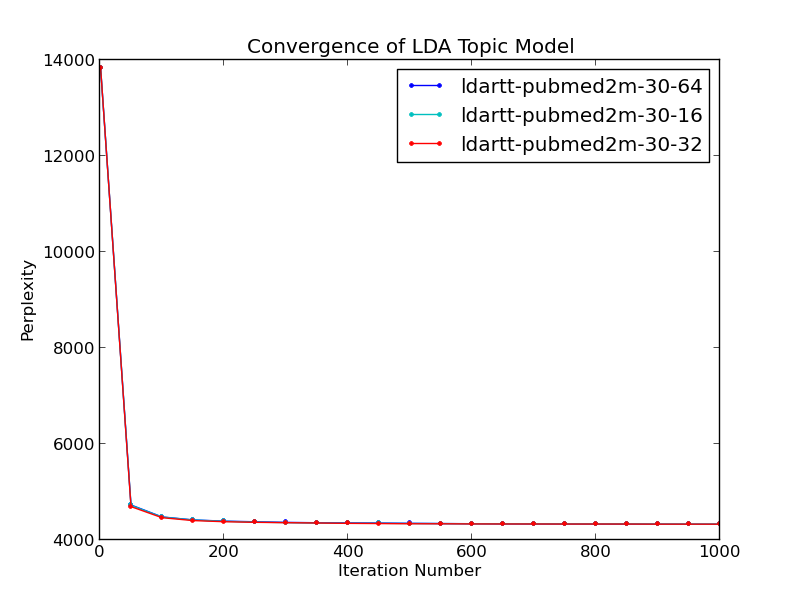 Convergence of LDA Topic Model
14000
12000
10000
8000
6000
4000
Perplexity
ldartt-pubmed2m-30-64
ldartt-pubmed2m-30-16
ldartt-pubmed2m-30-32
0 200 400 600 800 1000
Iteration Number